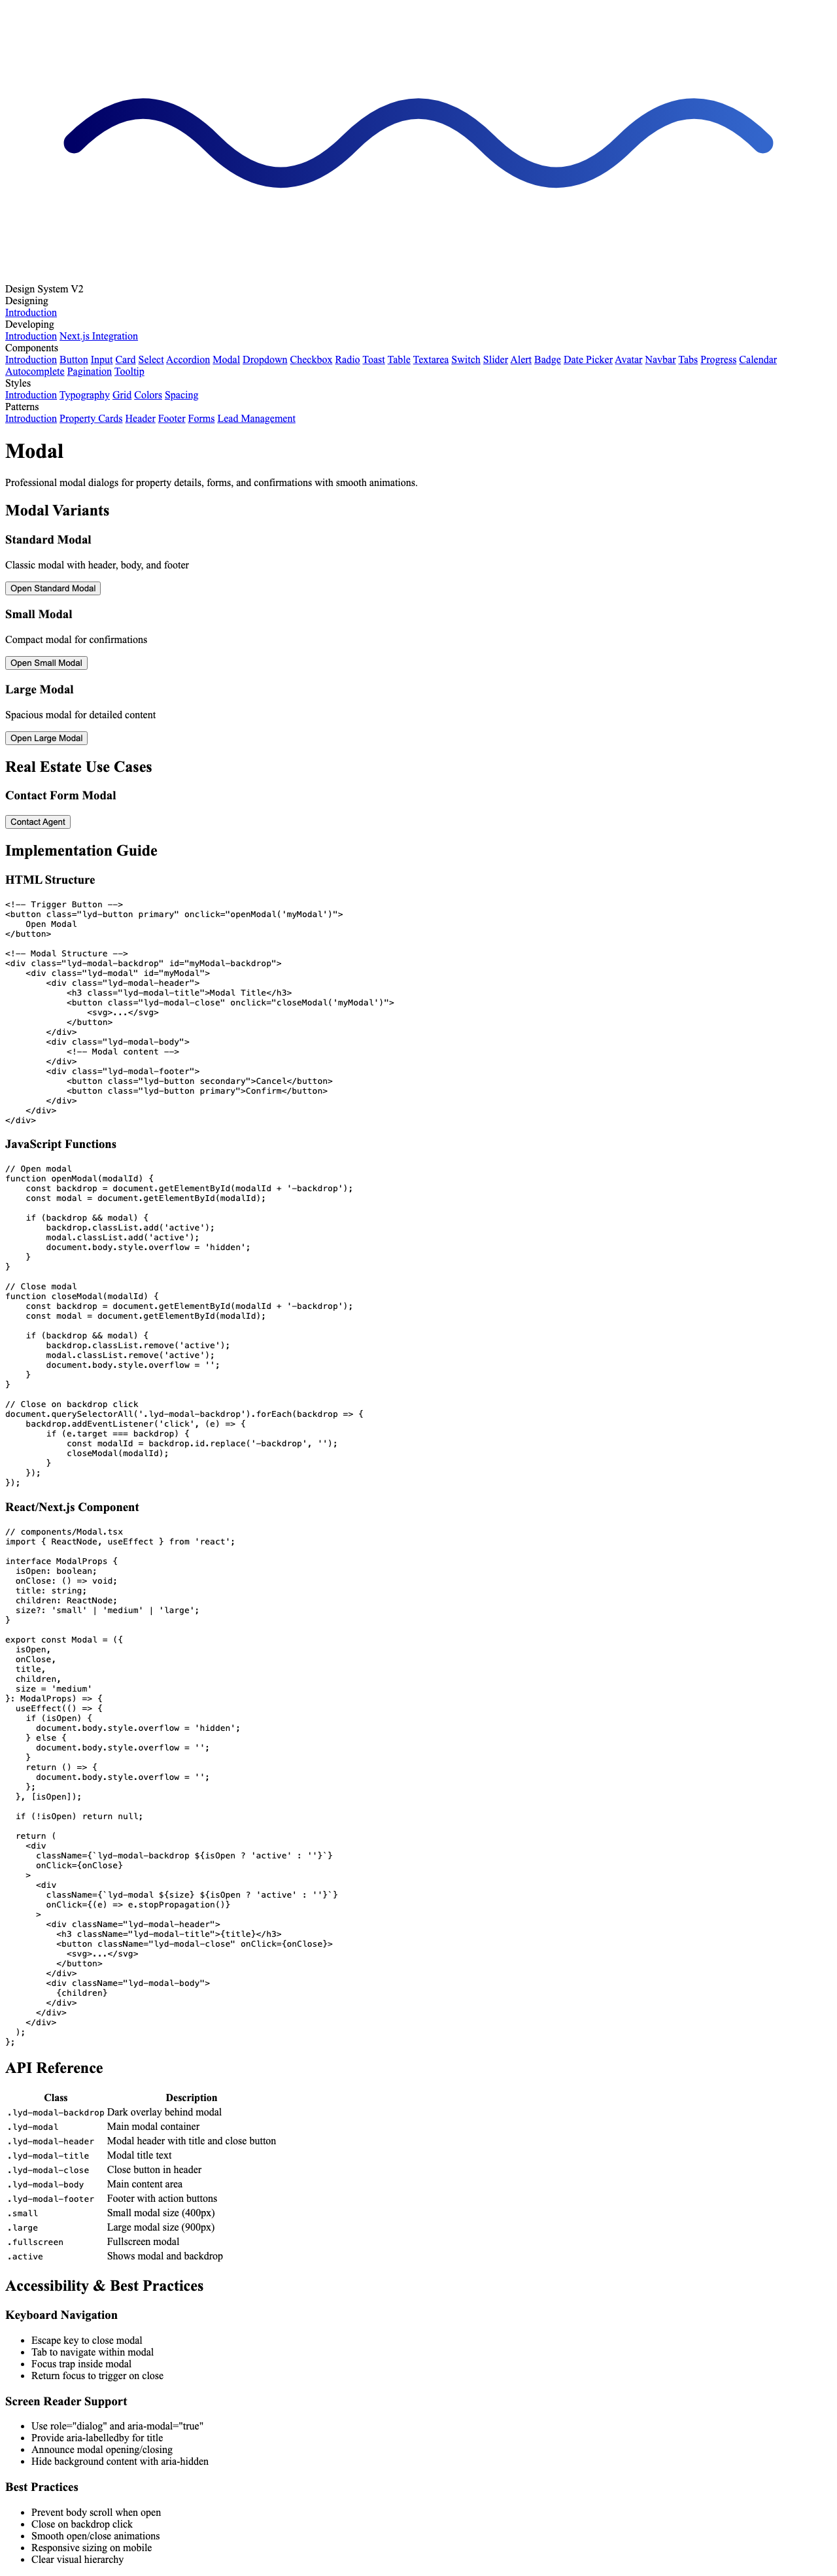 Design System V2
Designing
Introduction
Developing
Introduction Next.js Integration
Components
Introduction Button Input Card Select Accordion Modal Dropdown Checkbox Radio Toast Table Textarea Switch Slider Alert Badge Date Picker Avatar Navbar Tabs Progress Calendar
Autocomplete Pagination Tooltip
Styles
Introduction Typography Grid Colors Spacing
Patterns
Introduction Property Cards Header Footer Forms Lead Management
Modal
Professional modal dialogs for property details, forms, and confirmations with smooth animations.
Modal Variants
Standard Modal
Classic modal with header, body, and footer
Open Standard Modal
Small Modal
Compact modal for confirmations
Open Small Modal
Large Modal
Spacious modal for detailed content
Open Large Modal
Real Estate Use Cases
Contact Form Modal
Contact Agent
Implementation Guide
HTML Structure
<!-- Trigger Button -->
<button class="lyd-button primary" onclick="openModal('myModal')">
    Open Modal
</button>

<!-- Modal Structure -->
<div class="lyd-modal-backdrop" id="myModal-backdrop">
    <div class="lyd-modal" id="myModal">
        <div class="lyd-modal-header">
            <h3 class="lyd-modal-title">Modal Title</h3>
            <button class="lyd-modal-close" onclick="closeModal('myModal')">
                <svg>...</svg>
            </button>
        </div>
        <div class="lyd-modal-body">
            <!-- Modal content -->
        </div>
        <div class="lyd-modal-footer">
            <button class="lyd-button secondary">Cancel</button>
            <button class="lyd-button primary">Confirm</button>
        </div>
    </div>
</div>
JavaScript Functions
// Open modal
function openModal(modalId) {
    const backdrop = document.getElementById(modalId + '-backdrop');
    const modal = document.getElementById(modalId);

    if (backdrop && modal) {
        backdrop.classList.add('active');
        modal.classList.add('active');
        document.body.style.overflow = 'hidden';
    }
}

// Close modal
function closeModal(modalId) {
    const backdrop = document.getElementById(modalId + '-backdrop');
    const modal = document.getElementById(modalId);

    if (backdrop && modal) {
        backdrop.classList.remove('active');
        modal.classList.remove('active');
        document.body.style.overflow = '';
    }
}

// Close on backdrop click
document.querySelectorAll('.lyd-modal-backdrop').forEach(backdrop => {
    backdrop.addEventListener('click', (e) => {
        if (e.target === backdrop) {
            const modalId = backdrop.id.replace('-backdrop', '');
            closeModal(modalId);
        }
    });
});
React/Next.js Component
// components/Modal.tsx
import { ReactNode, useEffect } from 'react';

interface ModalProps {
  isOpen: boolean;
  onClose: () => void;
  title: string;
  children: ReactNode;
  size?: 'small' | 'medium' | 'large';
}

export const Modal = ({
  isOpen,
  onClose,
  title,
  children,
  size = 'medium'
}: ModalProps) => {
  useEffect(() => {
    if (isOpen) {
      document.body.style.overflow = 'hidden';
    } else {
      document.body.style.overflow = '';
    }
    return () => {
      document.body.style.overflow = '';
    };
  }, [isOpen]);

  if (!isOpen) return null;

  return (
    <div
      className={`lyd-modal-backdrop ${isOpen ? 'active' : ''}`}
      onClick={onClose}
    >
      <div
        className={`lyd-modal ${size} ${isOpen ? 'active' : ''}`}
        onClick={(e) => e.stopPropagation()}
      >
        <div className="lyd-modal-header">
          <h3 className="lyd-modal-title">{title}</h3>
          <button className="lyd-modal-close" onClick={onClose}>
            <svg>...</svg>
          </button>
        </div>
        <div className="lyd-modal-body">
          {children}
        </div>
      </div>
    </div>
  );
};
API Reference
Class Description
.lyd-modal-backdrop Dark overlay behind modal
.lyd-modal Main modal container
.lyd-modal-header Modal header with title and close button
.lyd-modal-title Modal title text
.lyd-modal-close Close button in header
.lyd-modal-body Main content area
.lyd-modal-footer Footer with action buttons
.small Small modal size (400px)
.large Large modal size (900px)
.fullscreen Fullscreen modal
.active Shows modal and backdrop
Accessibility & Best Practices
Keyboard Navigation
• Escape key to close modal
• Tab to navigate within modal
• Focus trap inside modal
• Return focus to trigger on close
Screen Reader Support
• Use role="dialog" and aria-modal="true"
• Provide aria-labelledby for title
• Announce modal opening/closing
• Hide background content with aria-hidden
Best Practices
• Prevent body scroll when open
• Close on backdrop click
• Smooth open/close animations
• Responsive sizing on mobile
• Clear visual hierarchy